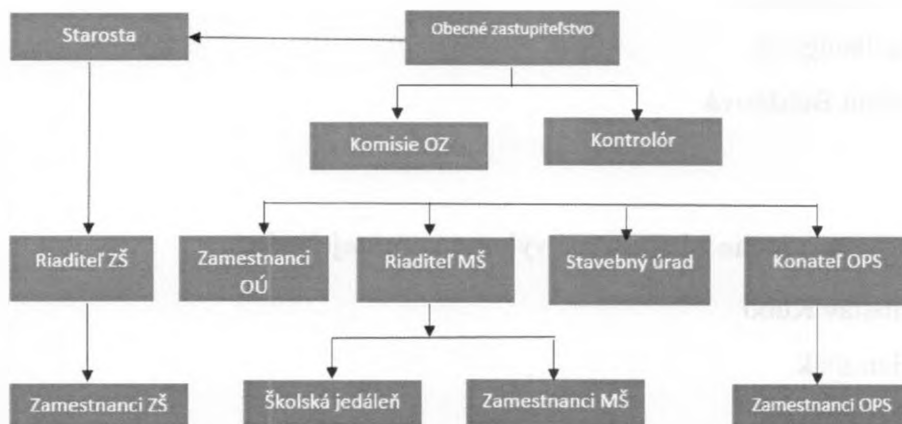 Starosta
Obecné zastupiteľstvo
Komisie OZ
Kontrolór
Riaditeľ ZŠ
Zamestnanci
OÚ
Riaditeľ MŠ
Stavebný úrad
Konateľ OPS
Zamestnanci ZŠ
Školská jedáleň
Zamestnanci MŠ
Zamestnanci OPS